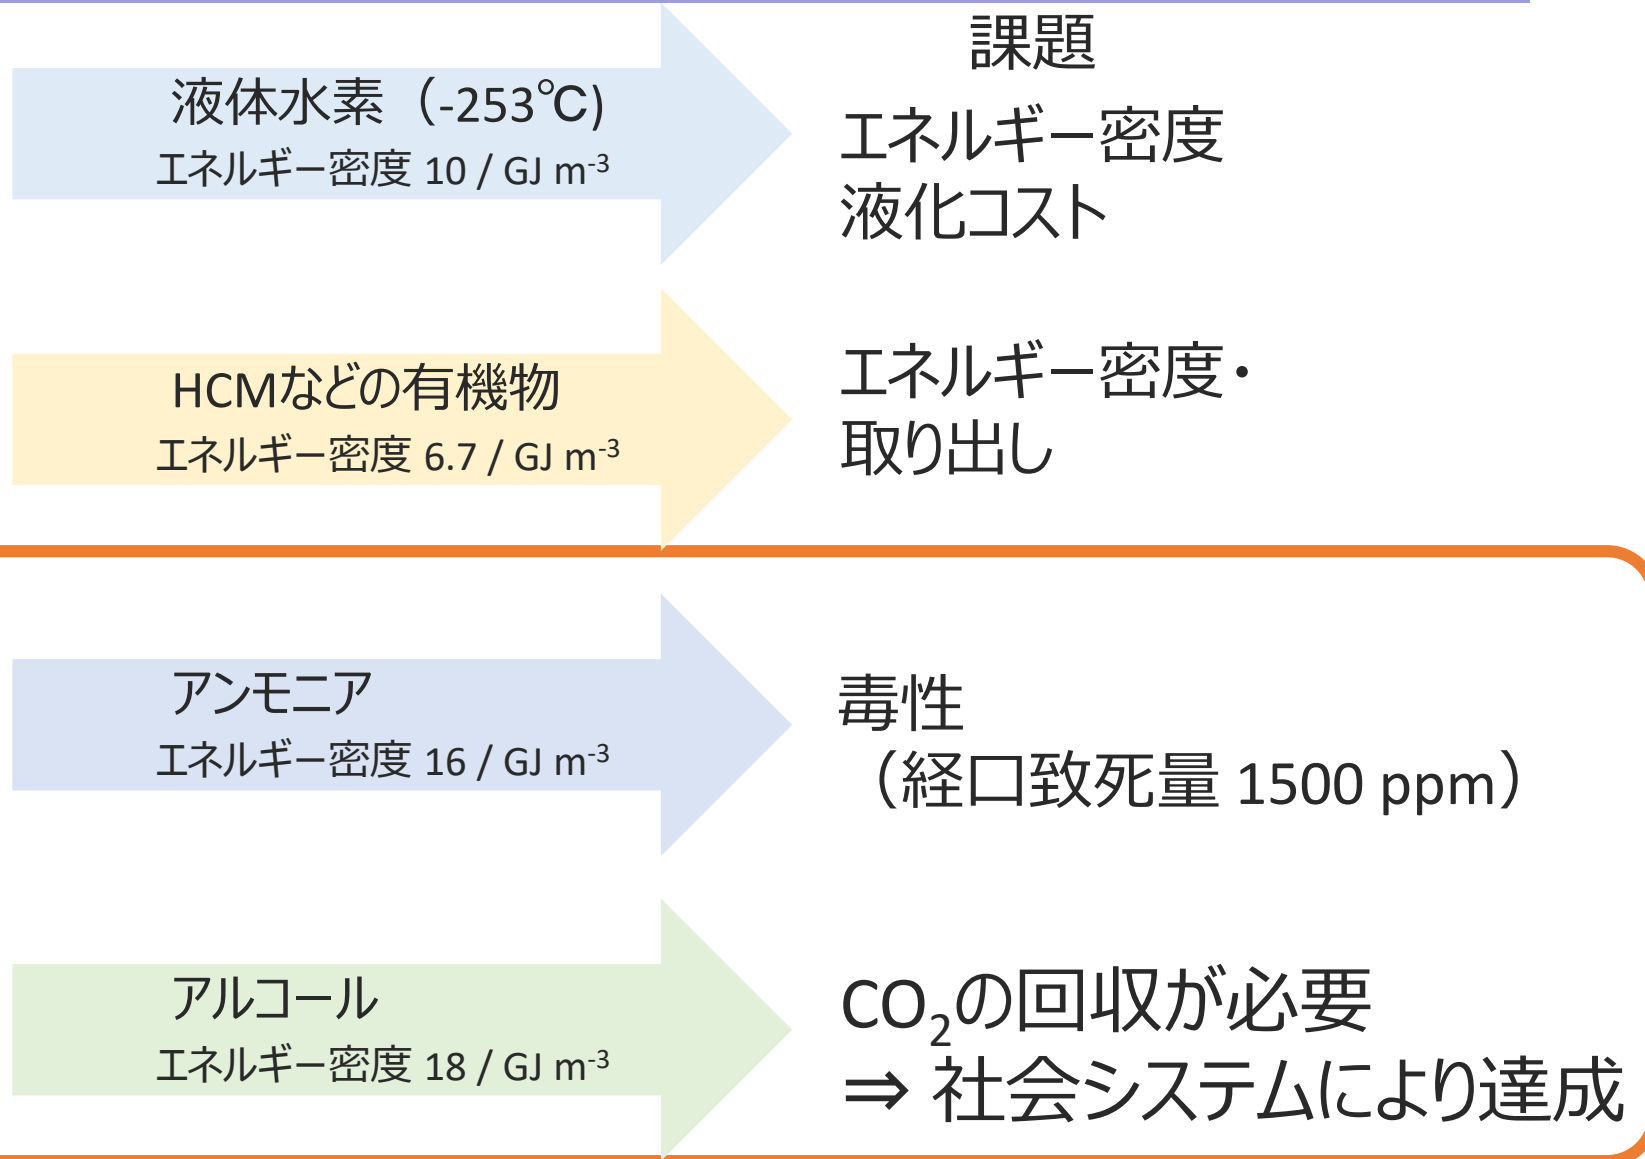 課題
液体水素（-253℃)
エネルギー密度 10 / GJ m-3
エネルギー密度
液化コスト
HCMなどの有機物
エネルギー密度 6.7 / GJ m-3
エネルギー密度・
取り出し
アンモニア
エネルギー密度 16 / GJ m-3
毒性
（経口致死量 1500 ppm）
アルコール
エネルギー密度 18 / GJ m-3
CO2の回収が必要
⇒ 社会システムにより達成